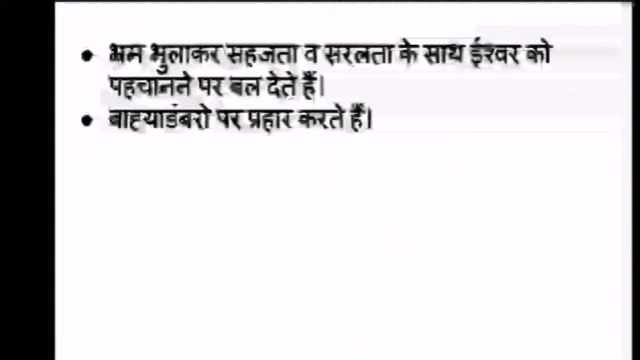 • भ्रम भुलाकर सहजता व सरलता के साथ ईश्वर को
पहचानने पर बल देते हैं।
• बाह्याडंबरो पर प्रहार करते हैं।